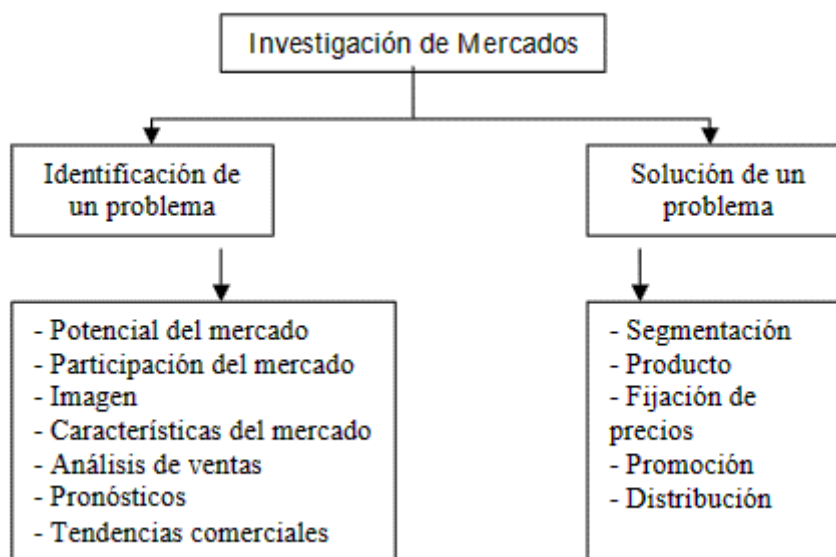 Investigación de Mercados
Identificación de
un problema
Solución de un
problema
- Potencial del mercado
- Participación del mercado
- Imagen
- Características del mercado
- Análisis de ventas
- Pronósticos
- Tendencias comerciales
- Segmentación
- Producto
- Fijación de
precios
- Promoción
- Distribución